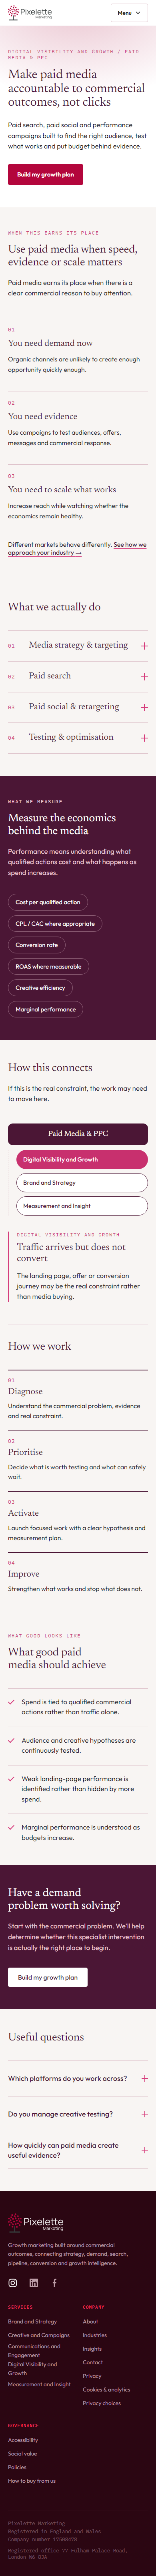 Pixelette
Marketing
Menu
DIGITAL VISIBILITY AND GROWTH / PAID
MEDIA & PPC
Make paid media
accountable to commercial
outcomes, not clicks
Paid search, paid social and performance
campaigns built to find the right audience, test
what works and put budget behind evidence.
Build my growth plan
WHEN THIS EARNS ITS PLACE
Use paid media when speed,
evidence or scale matters
Paid media earns its place when there is a
clear commercial reason to buy attention.
01
You need demand now
Organic channels are unlikely to create enough
opportunity quickly enough.
02
You need evidence
Use campaigns to test audiences, offers,
messages and commercial response.
03
You need to scale what works
Increase reach while watching whether the
economics remain healthy.
Different markets behave differently. See how we
approach your industry →
What we actually do
01 Media strategy & targeting
02 Paid search
03 Paid social & retargeting
04 Testing & optimisation
WHAT WE MEASURE
Measure the economics
behind the media
Performance means understanding what
qualified actions cost and what happens as
spend increases.
Cost per qualified action
CPL / CAC where appropriate
Conversion rate
ROAS where measurable
Creative efficiency
Marginal performance
How this connects
If this is the real constraint, the work may need
to move here.
Paid Media & PPC
Digital Visibility and Growth
Brand and Strategy
Measurement and Insight
DIGITAL VISIBILITY AND GROWTH
Traffic arrives but does not
convert
The landing page, offer or conversion
journey may be the real constraint rather
than media buying.
How we work
01
Diagnose
Understand the commercial problem, evidence
and real constraint.
02
Prioritise
Decide what is worth testing and what can safely
wait.
03
Activate
Launch focused work with a clear hypothesis and
measurement plan.
04
Improve
Strengthen what works and stop what does not.
WHAT GOOD LOOKS LIKE
What good paid
media should achieve
Spend is tied to qualified commercial
actions rather than traffic alone.
Audience and creative hypotheses are
continuously tested.
Weak landing-page performance is
identified rather than hidden by more
spend.
Marginal performance is understood as
budgets increase.
Have a demand
problem worth solving?
Start with the commercial problem. We'll help
determine whether this specialist intervention
is actually the right place to begin.
Build my growth plan
Useful questions
Which platforms do you work across?
Do you manage creative testing?
How quickly can paid media create
useful evidence?
Pixelette
Marketing
Growth marketing built around commercial
outcomes, connecting strategy, demand, search,
pipeline, conversion and growth intelligence.
SERVICES
Brand and Strategy
Creative and Campaigns
Communications and
Engagement
Digital Visibility and
Growth
Measurement and Insight
COMPANY
About
Industries
Insights
Contact
Privacy
Cookies & analytics
Privacy choices
GOVERNANCE
Accessibility
Social value
Policies
How to buy from us
Pixelette Marketing
Registered in England and Wales
Registered office 77 Fulham Palace Road,
London W6 8JA